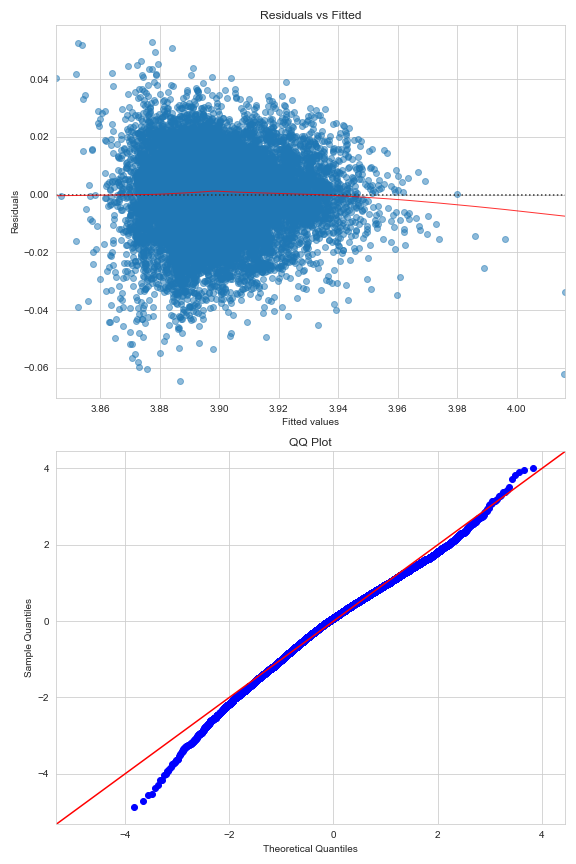 Residuals vs Fitted
0.04
0.02
0.00
−0.02
−0.04
−0.06
Residuals
3.86 3.88 3.90 3.92 3.94 3.96 3.98 4.00
Fitted values
QQ Plot
4
2
0
−2
−4
Sample Quantiles
−4 −2 0 2 4
Theoretical Quantiles